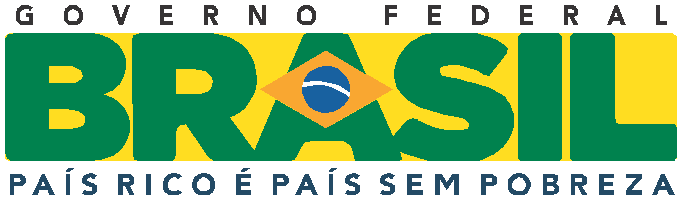 GOVERNO FEDERAL
BRASIL
PAÍS RICO É PAÍS SEM POBREZA